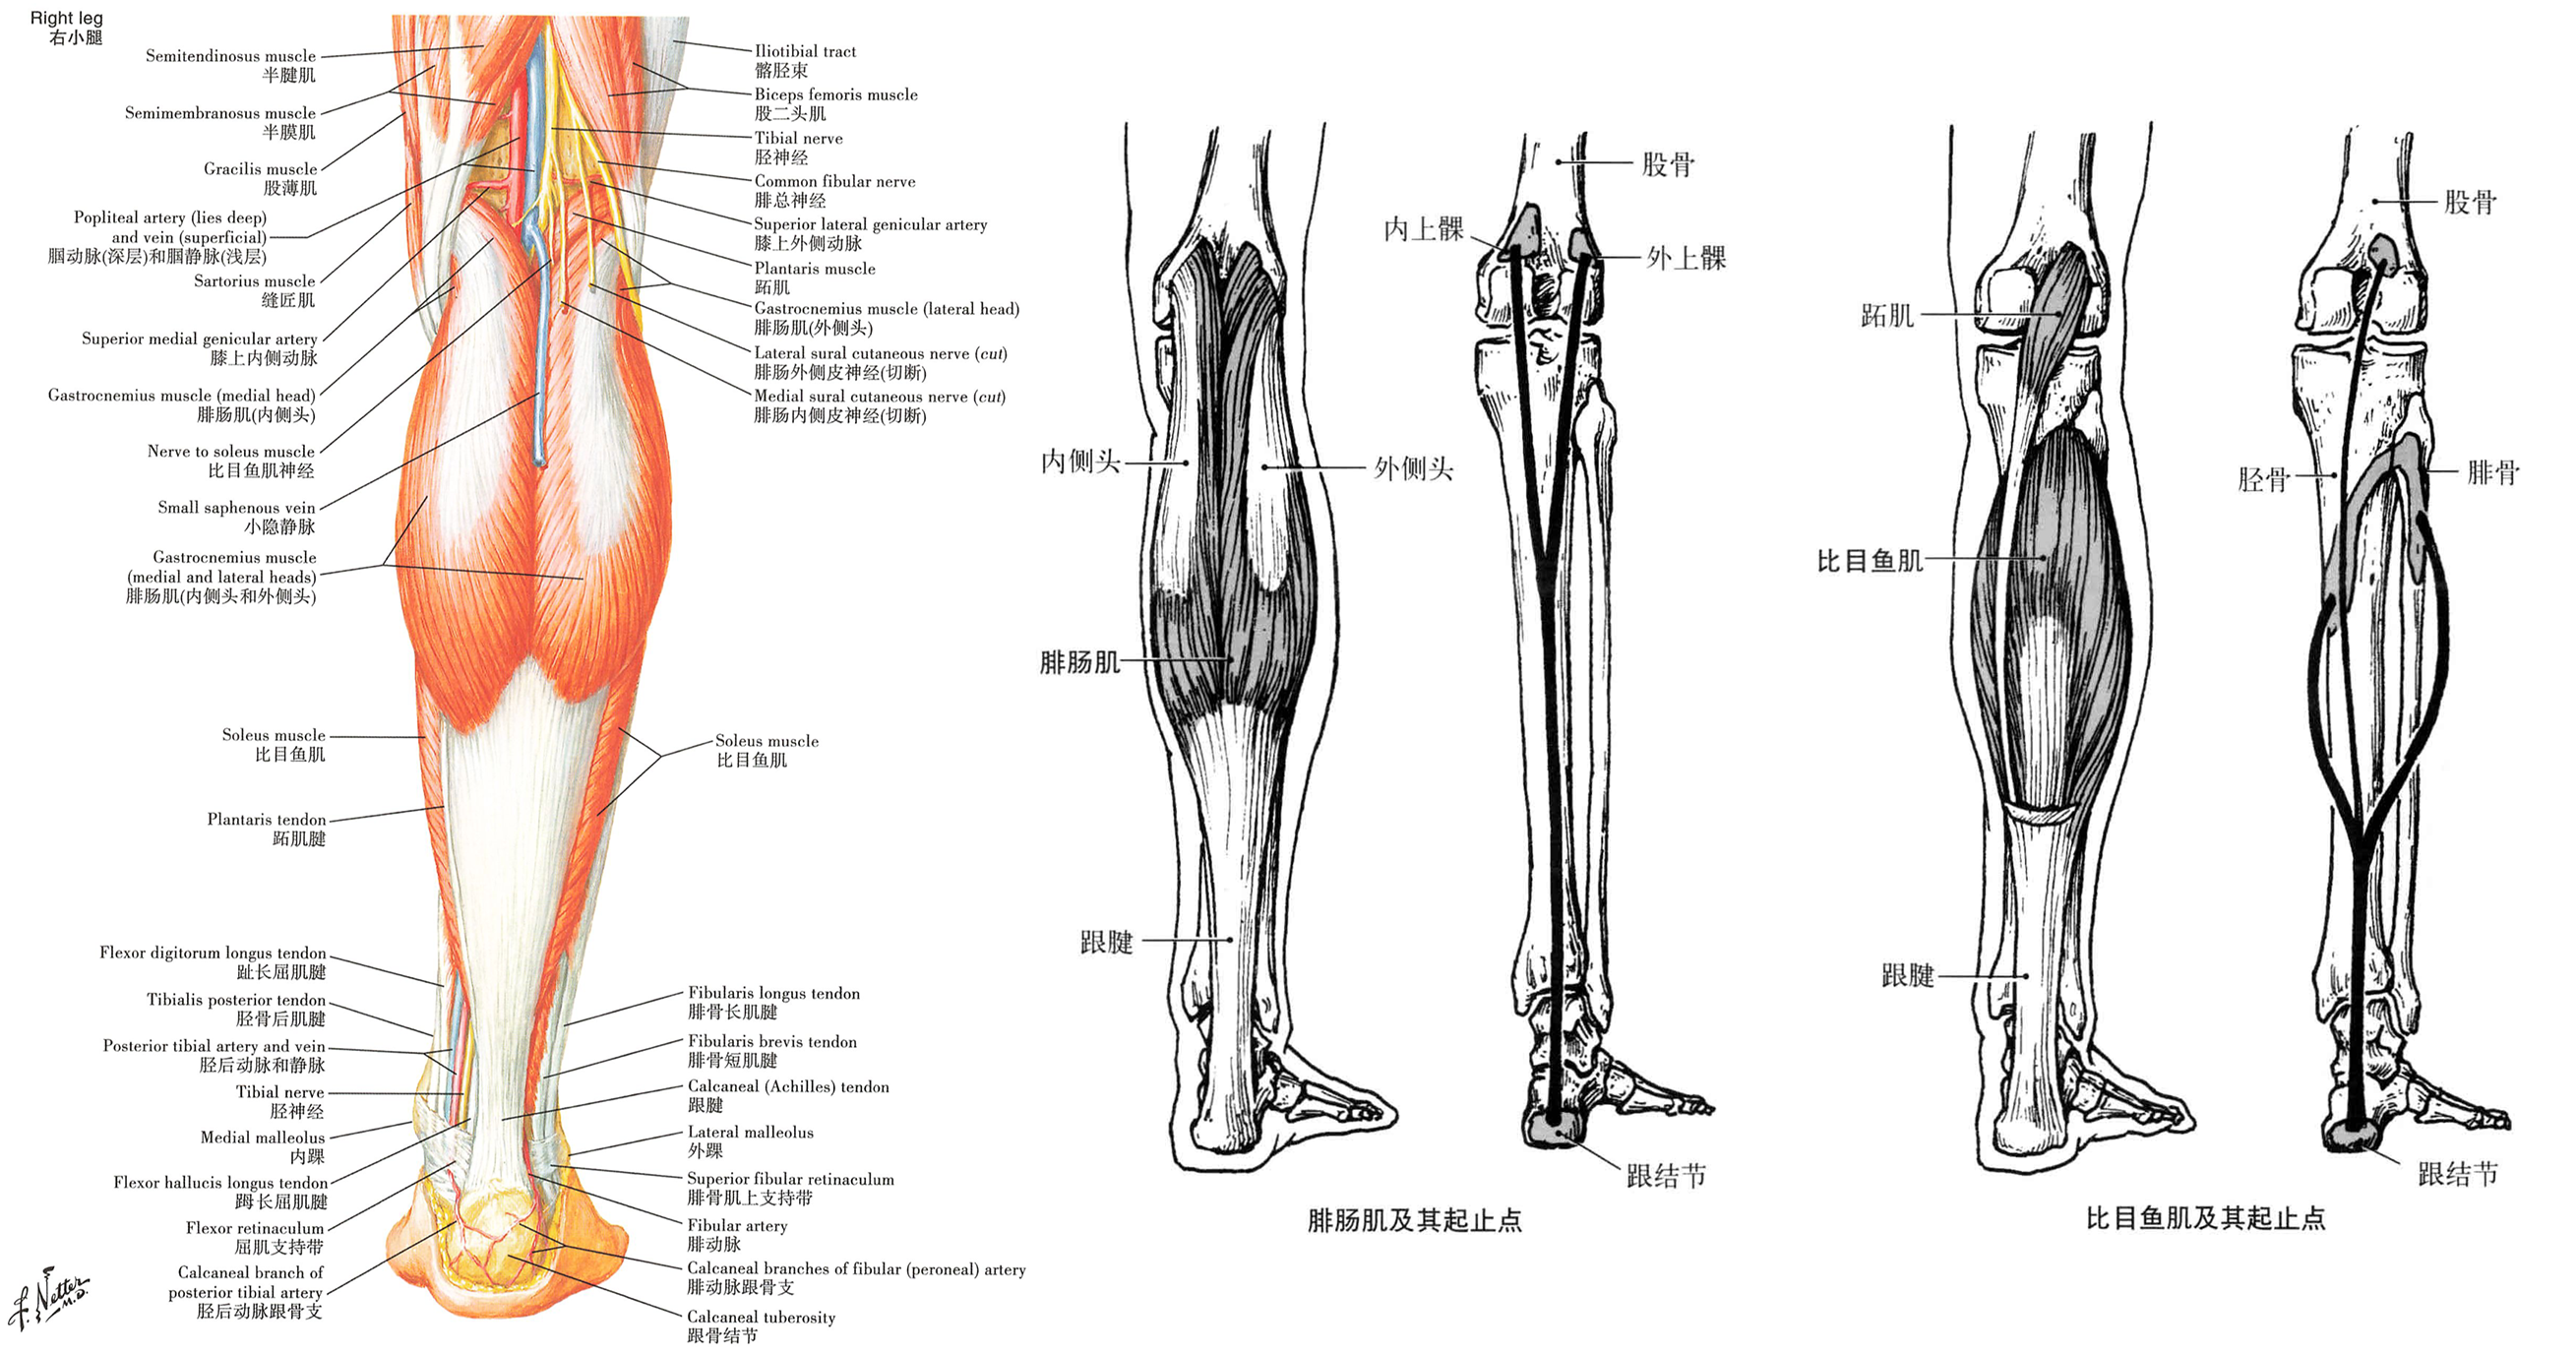 Right leg
右小腿
Semitendinosus muscle
半腱肌
Semimembranosus muscle
半膜肌
Gracilis muscle
股薄肌
Popliteal artery (lies deep)
and vein (superficial)
腘动脉(深层)和腘静脉(浅层)
Sartorius muscle
缝匠肌
Superior medial genicular artery
膝上内侧动脉
Gastrocnemius muscle (medial head)
腓肠肌(内侧头)
Nerve to soleus muscle
比目鱼肌神经
Small saphenous vein
小隐静脉
Gastrocnemius muscle
(medial and lateral heads)
腓肠肌(内侧头和外侧头)
Soleus muscle
比目鱼肌
Plantaris tendon
跖肌腱
Flexor digitorum longus tendon
趾长屈肌腱
Tibialis posterior tendon
胫骨后肌腱
Posterior tibial artery and vein
胫后动脉和静脉
Tibial nerve
胫神经
Medial malleolus
内踝
Flexor hallucis longus tendon
踇长屈肌腱
Flexor retinaculum
屈肌支持带
Calcaneal branch of
posterior tibial artery
胫后动脉跟骨支
F. Netter
M.D.
Iliotibial tract
髂胫束
Biceps femoris muscle
股二头肌
Tibial nerve
胫神经
Common fibular nerve
腓总神经
Superior lateral genicular artery
膝上外侧动脉
Plantaris muscle
跖肌
Gastrocnemius muscle (lateral head)
腓肠肌(外侧头)
Lateral sural cutaneous nerve (cut)
腓肠外侧皮神经(切断)
Medial sural cutaneous nerve (cut)
腓肠内侧皮神经(切断)
Soleus muscle
比目鱼肌
Fibularis longus tendon
腓骨长肌腱
Fibularis brevis tendon
腓骨短肌腱
Calcaneal (Achilles) tendon
跟腱
Lateral malleolus
外踝
Superior fibular retinaculum
腓骨肌上支持带
Fibular artery
腓动脉
Calcaneal branches of fibular (peroneal) artery
腓动脉跟骨支
Calcaneal tuberosity
跟骨结节
内侧头
外侧头
腓肠肌
跟腱
股骨
内上髁
外上髁
跟结节
腓肠肌及其起止点
跖肌
比目鱼肌
跟腱
股骨
胫骨
腓骨
跟结节
比目鱼肌及其起止点